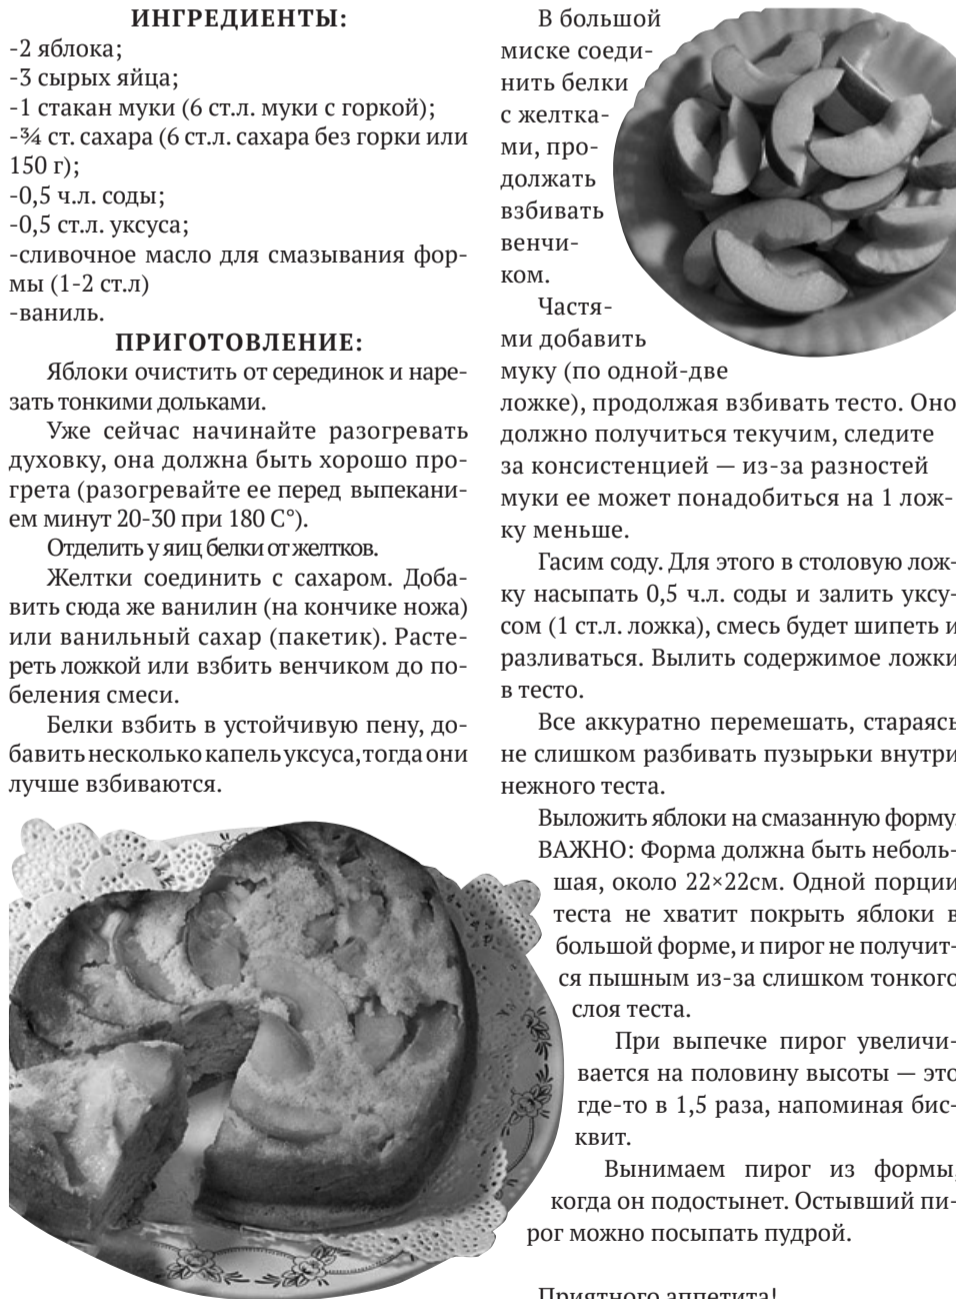 ИНГРЕДИЕНТЫ:
-2 яблока;
-3 сырых яйца;
-1 стакан муки (6 ст.л. муки с горкой);
-¾ ст. сахара (6 ст.л. сахара без горки или
150 г);
-0,5 ч.л. соды;
-0,5 ст.л. уксуса;
-сливочное масло для смазывания фор-
мы (1-2 ст.л)
-ваниль.
ПРИГОТОВЛЕНИЕ:
Яблоки очистить от серединок и наре-
зать тонкими дольками.
Уже сейчас начинайте разогревать
духовку, она должна быть хорошо про-
грета (разогревайте ее перед выпекани-
ем минут 20-30 при 180 С°).
Отделить у яиц белки от желтков.
Желтки соединить с сахаром. Доба-
вить сюда же ванилин (на кончике ножа)
или ванильный сахар (пакетик). Расте-
реть ложкой или взбить венчиком до по-
беления смеси.
Белки взбить в устойчивую пену, до-
бавить несколько капель уксуса, тогда они
лучше взбиваются.
В большой
миске соеди-
нить белки
с желтка-
ми, про-
должать
взбивать
венчи-
ком.
Частя-
ми добавить
муку (по одной-две
ложке), продолжая взбивать тесто. Оно
должно получиться текучим, следите
за консистенцией — из-за разностей
муки ее может понадобиться на 1 лож-
ку меньше.
Гасим соду. Для этого в столовую лож-
ку насыпать 0,5 ч.л. соды и залить уксу-
сом (1 ст.л. ложка), смесь будет шипеть и
разливаться. Вылить содержимое ложки
в тесто.
Все аккуратно перемешать, стараясь
не слишком разбивать пузырьки внутри
нежного теста.
Выложить яблоки на смазанную форму.
ВАЖНО: Форма должна быть неболь-
шая, около 22×22см. Одной порции
теста не хватит покрыть яблоки в
большой форме, и пирог не получит-
ся пышным из-за слишком тонкого
слоя теста.
При выпечке пирог увеличи-
вается на половину высоты — это
где-то в 1,5 раза, напоминая бис-
квит.
Вынимаем пирог из формы,
когда он подостынет. Остывший пи-
рог можно посыпать пудрой.
Приятного аппетита!